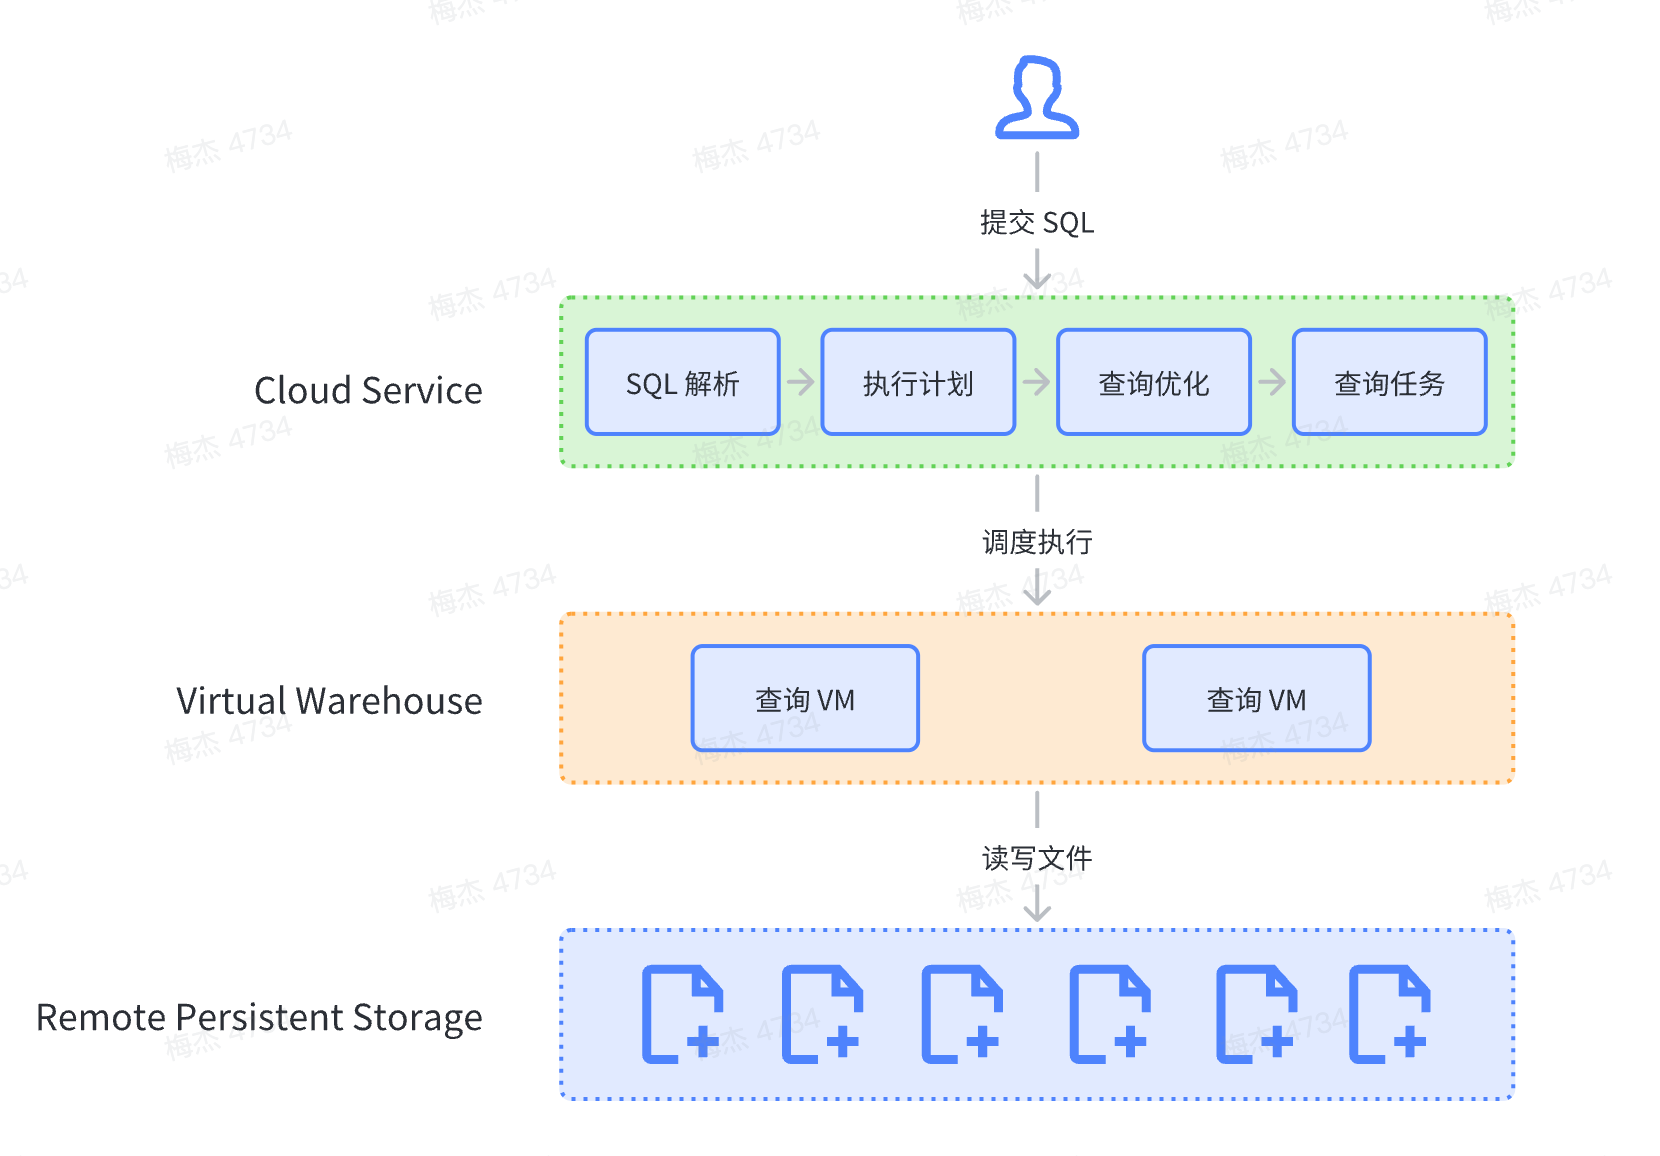 提交 SQL
Cloud Service
SQL 解析
执行计划
查询优化
查询任务
调度执行
Virtual Warehouse
查询 VM
查询 VM
读写文件
Remote Persistent Storage
梅杰 4734